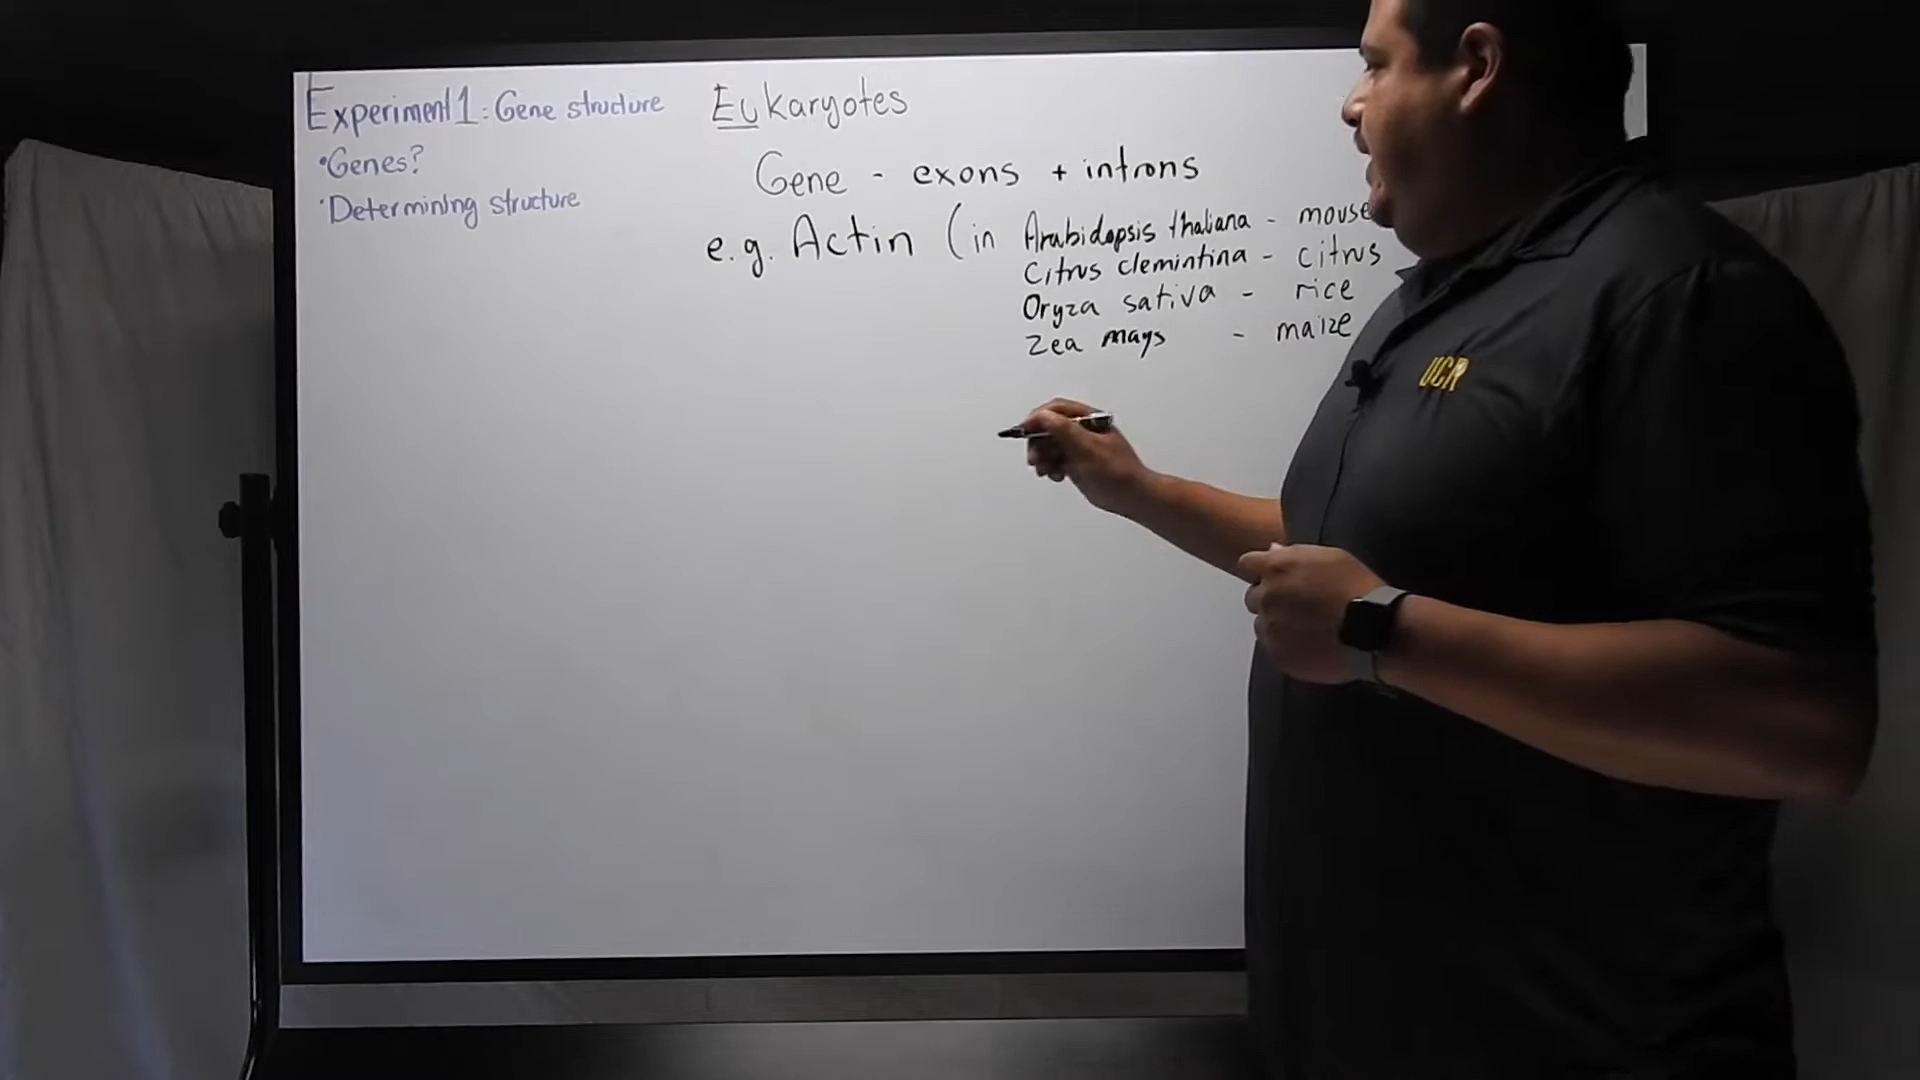 Experiment 1: Gene structure
•Genes?
•Determining structure
Eukaryotes
Gene - exons + introns
e.g. Actin (in Arabidopsis thaliana - mouse
Citrus clemintina - citrus
Oryza sativa - rice
Zea mays - maize
UCR